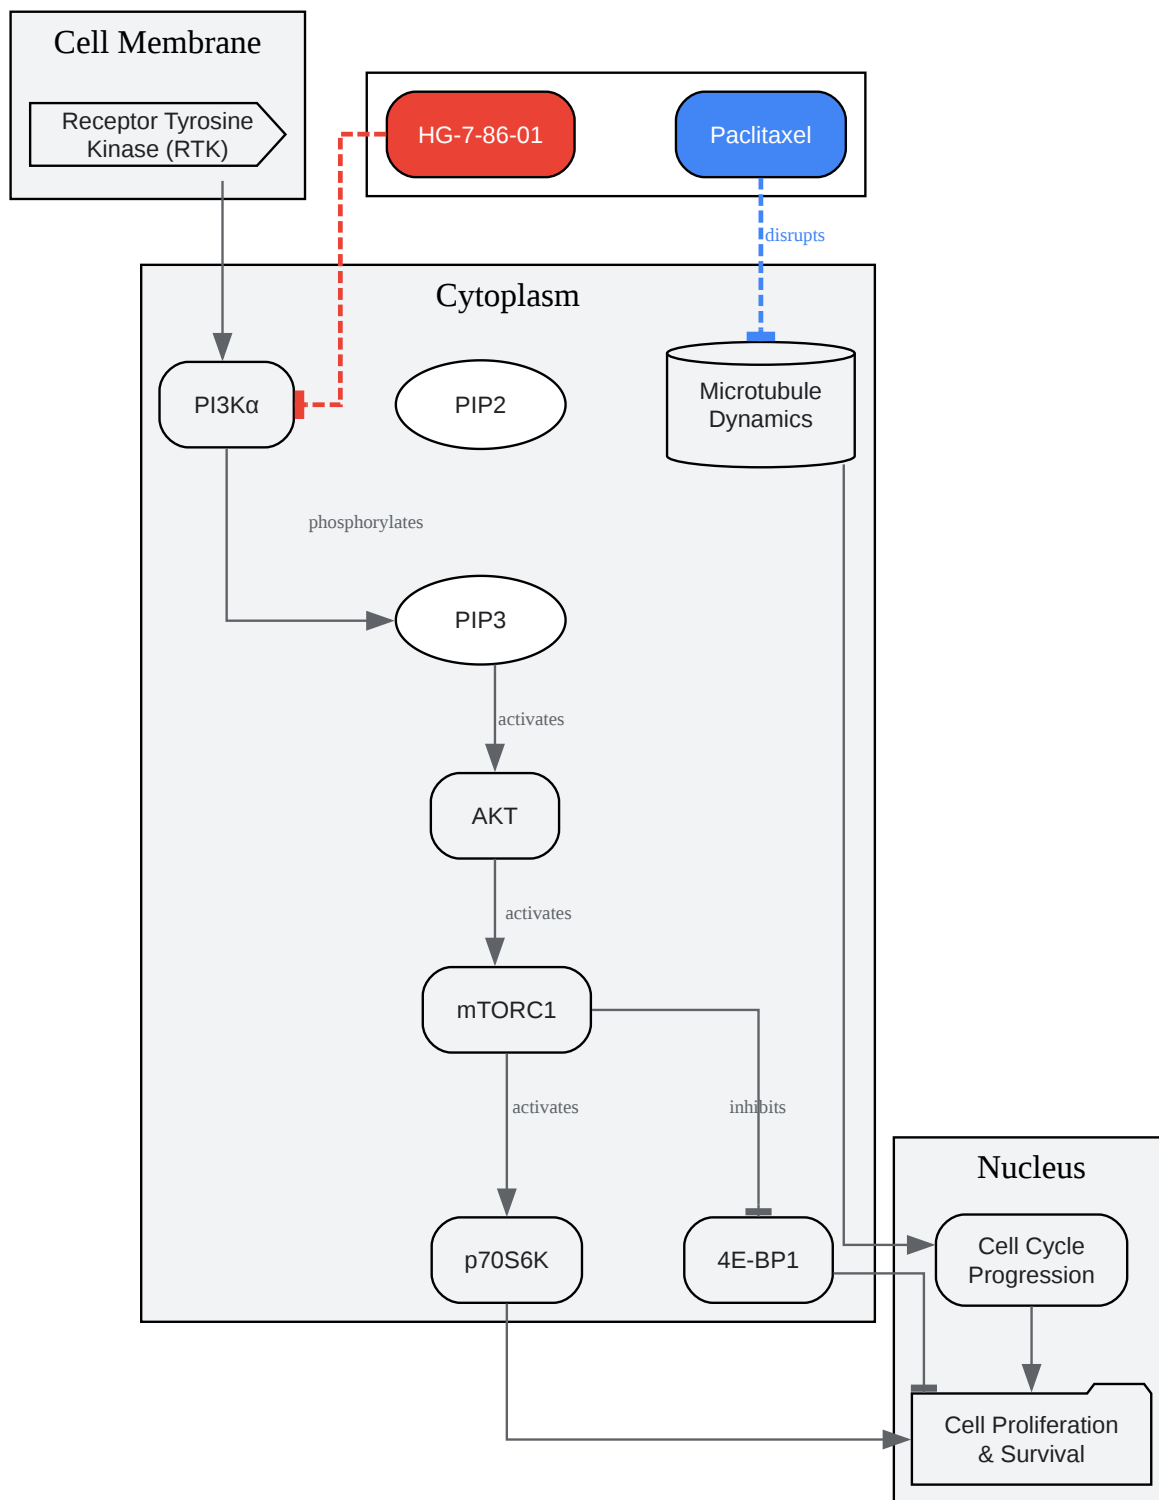 Cell Membrane
Receptor Tyrosine
Kinase (RTK)
HG-7-86-01
Paclitaxel
disrupts
Cytoplasm
PI3Kα
PIP2
Microtubule
Dynamics
phosphorylates
PIP3
activates
AKT
activates
mTORC1
activates
inhibits
Nucleus
p70S6K
4E-BP1
Cell Cycle
Progression
Cell Proliferation
& Survival